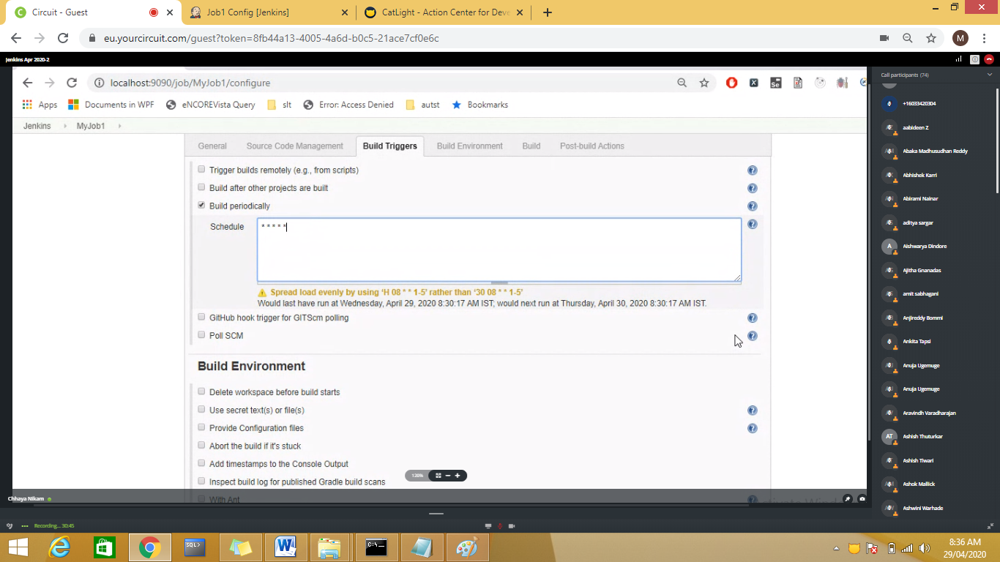 Circuit - Guest
Job1 Config [Jenkins]
CatLight - Action Center for Deve
eu.yourcircuit.com/guest?token=8fb44a13-4005-4a6d-b0c5-21ace7cf0e6c
M
Jenkins Apr 2020-2
localhost:9090/job/MyJob1/configure
Apps
Documents in WPF
eNCOREVista Query
slt
Error: Access Denied
autst
Bookmarks
Jenkins
MyJob1
General
Source Code Management
Build Triggers
Build Environment
Build
Post-build Actions
Trigger builds remotely (e.g., from scripts)
Build after other projects are built
Build periodically
Schedule
* * * * *
Spread load evenly by using ‘H 08 * * 1-5’ rather than ‘30 08 * * 1-5’
Would last have run at Wednesday, April 29, 2020 8:30:17 AM IST; would next run at Thursday, April 30, 2020 8:30:17 AM IST.
GitHub hook trigger for GITScm polling
Poll SCM
Build Environment
Delete workspace before build starts
Use secret text(s) or file(s)
Provide Configuration files
Abort the build if it's stuck
Add timestamps to the Console Output
Inspect build log for published Gradle build scans
With Ant
120%
Chhaya Nikam
Recording... 30:45
Call participants (74)
+16033420304
aabideen Z
Abaka Madhusudhan Reddy
Abhishek Karri
Abirami Nainar
aditya sargar
A
Aishwarya Dindore
Ajitha Gnanadas
amit sabhagani
Anjireddy Bommi
Ankita Tapsi
Anuja Ugemuge
Anuja Ugemuge
Aravindh Varadharajan
AT
Ashish Thuturkar
Ashish Tiwari
Ashok Mallick
Ashwini Warhade
SQL>
8:36 AM
29/04/2020